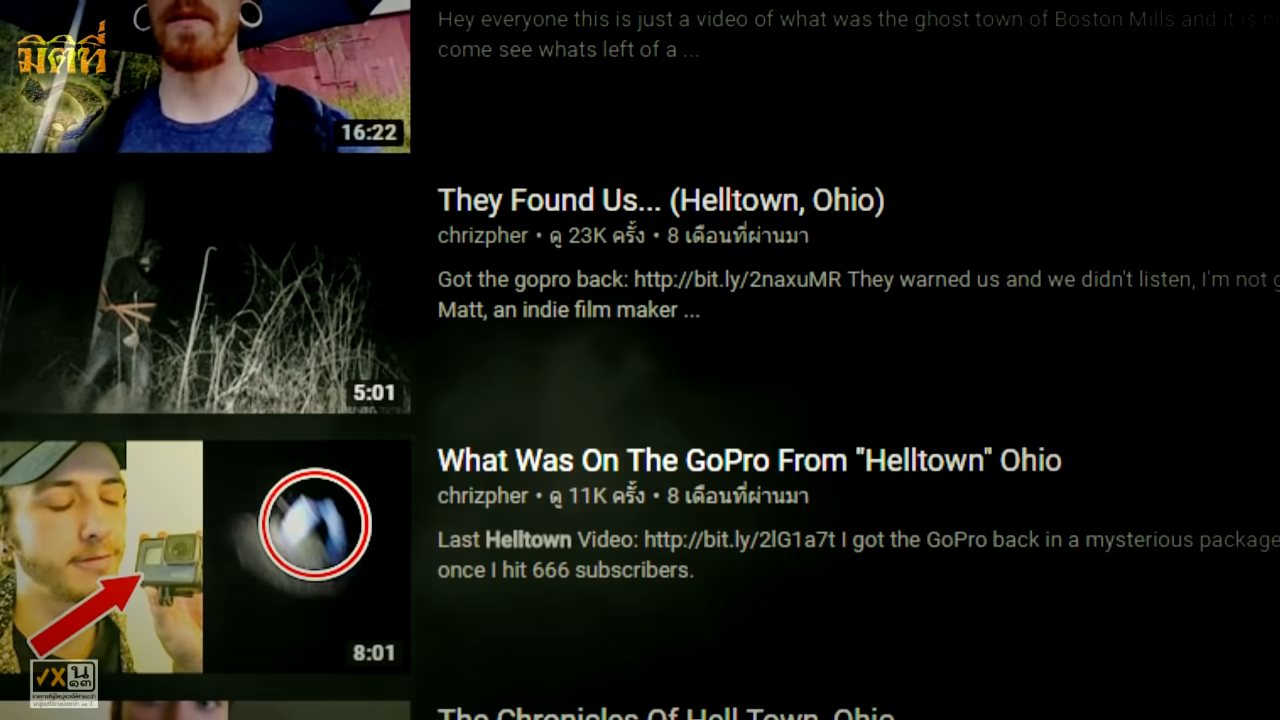 มิติที่
Hey everyone this is just a video of what was the ghost town of Boston Mills and it is
come see whats left of a ...
16:22
They Found Us... (Helltown, Ohio)
chrizpher • ดู 23K ครั้ง • 8 เดือนที่ผ่านมา
Got the gopro back: http://bit.ly/2naxuMR They warned us and we didn't listen, I'm not
Matt, an indie film maker ...
5:01
What Was On The GoPro From "Helltown" Ohio
chrizpher • ดู 11K ครั้ง • 8 เดือนที่ผ่านมา
Last Helltown Video: http://bit.ly/2lG1a7t I got the GoPro back in a mysterious package
once I hit 666 subscribers.
8:01
น ๑๓
The Chronicles Of Hell Town, Ohio